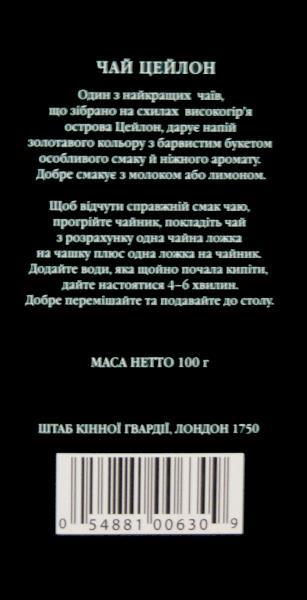 ЧАЙ ЦЕЙЛОН
Один з найкращих чаїв,
що зібрано на схилах високогір'я
острова Цейлон, дарує напій
золотавого кольору з барвистим букетом
особливого смаку й ніжного аромату.
Добре смакує з молоком або лимоном.
Щоб відчути справжній смак чаю,
прогрійте чайник, покладіть чай
з розрахунку одна чайна ложка
на чашку плюс одна ложка на чайник.
Додайте води, яка щойно почала кипіти,
дайте настоятися 4–6 хвилин.
Добре перемішайте та подавайте до столу.
МАСА НЕТТО 100 г
ШТАБ КІННОЇ ГВАРДІЇ, ЛОНДОН 1750
0 54881 00630 9